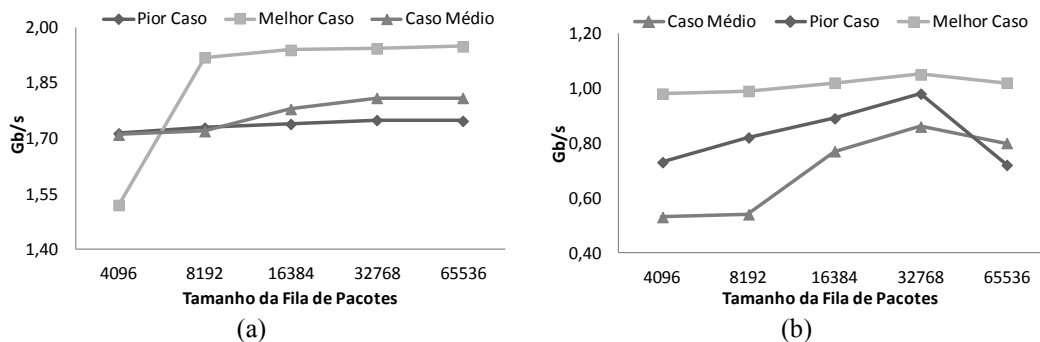 Pior Caso Melhor Caso Caso Médio
2,00
1,85
1,70
1,55
1,40
Gb/s
4096 8192 16384 32768 65536
Tamanho da Fila de Pacotes
(a)
Caso Médio Pior Caso Melhor Caso
1,20
1,00
0,80
0,60
0,40
Gb/s
4096 8192 16384 32768 65536
Tamanho da Fila de Pacotes
(b)